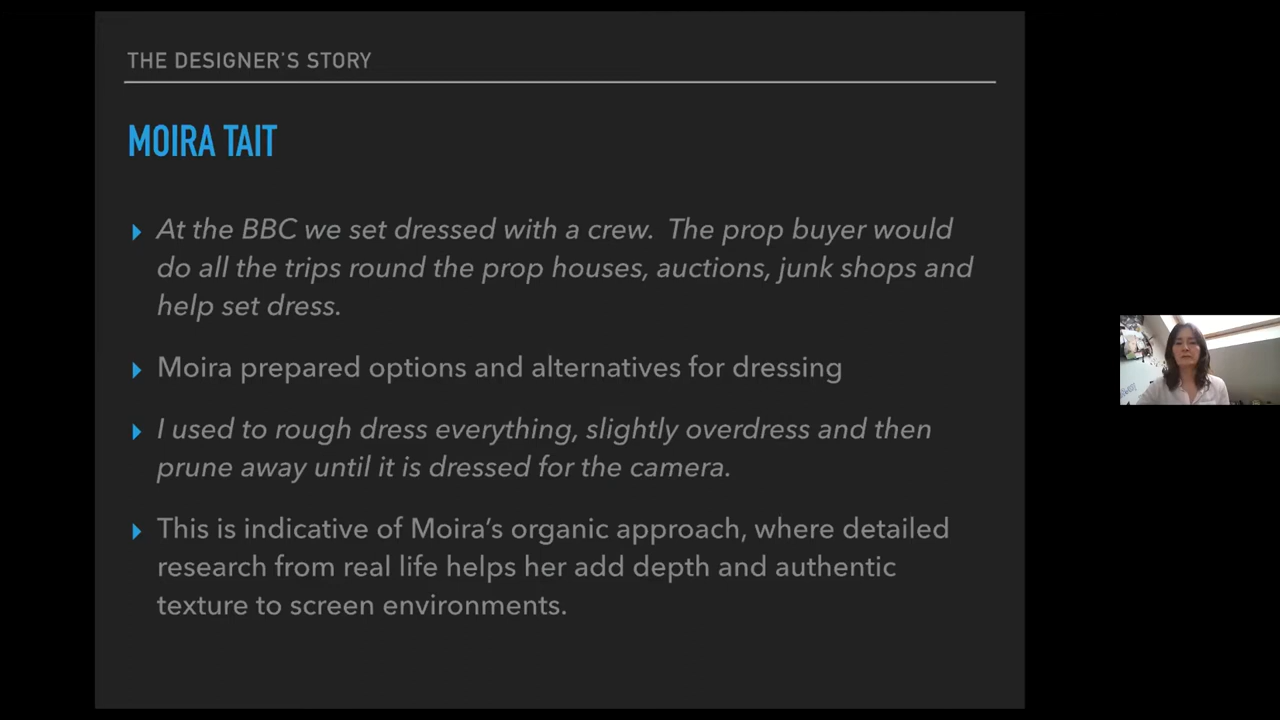 THE DESIGNER'S STORY
MOIRA TAIT
At the BBC we set dressed with a crew.  The prop buyer would
do all the trips round the prop houses, auctions, junk shops and
help set dress.
Moira prepared options and alternatives for dressing
I used to rough dress everything, slightly overdress and then
prune away until it is dressed for the camera.
This is indicative of Moira’s organic approach, where detailed
research from real life helps her add depth and authentic
texture to screen environments.